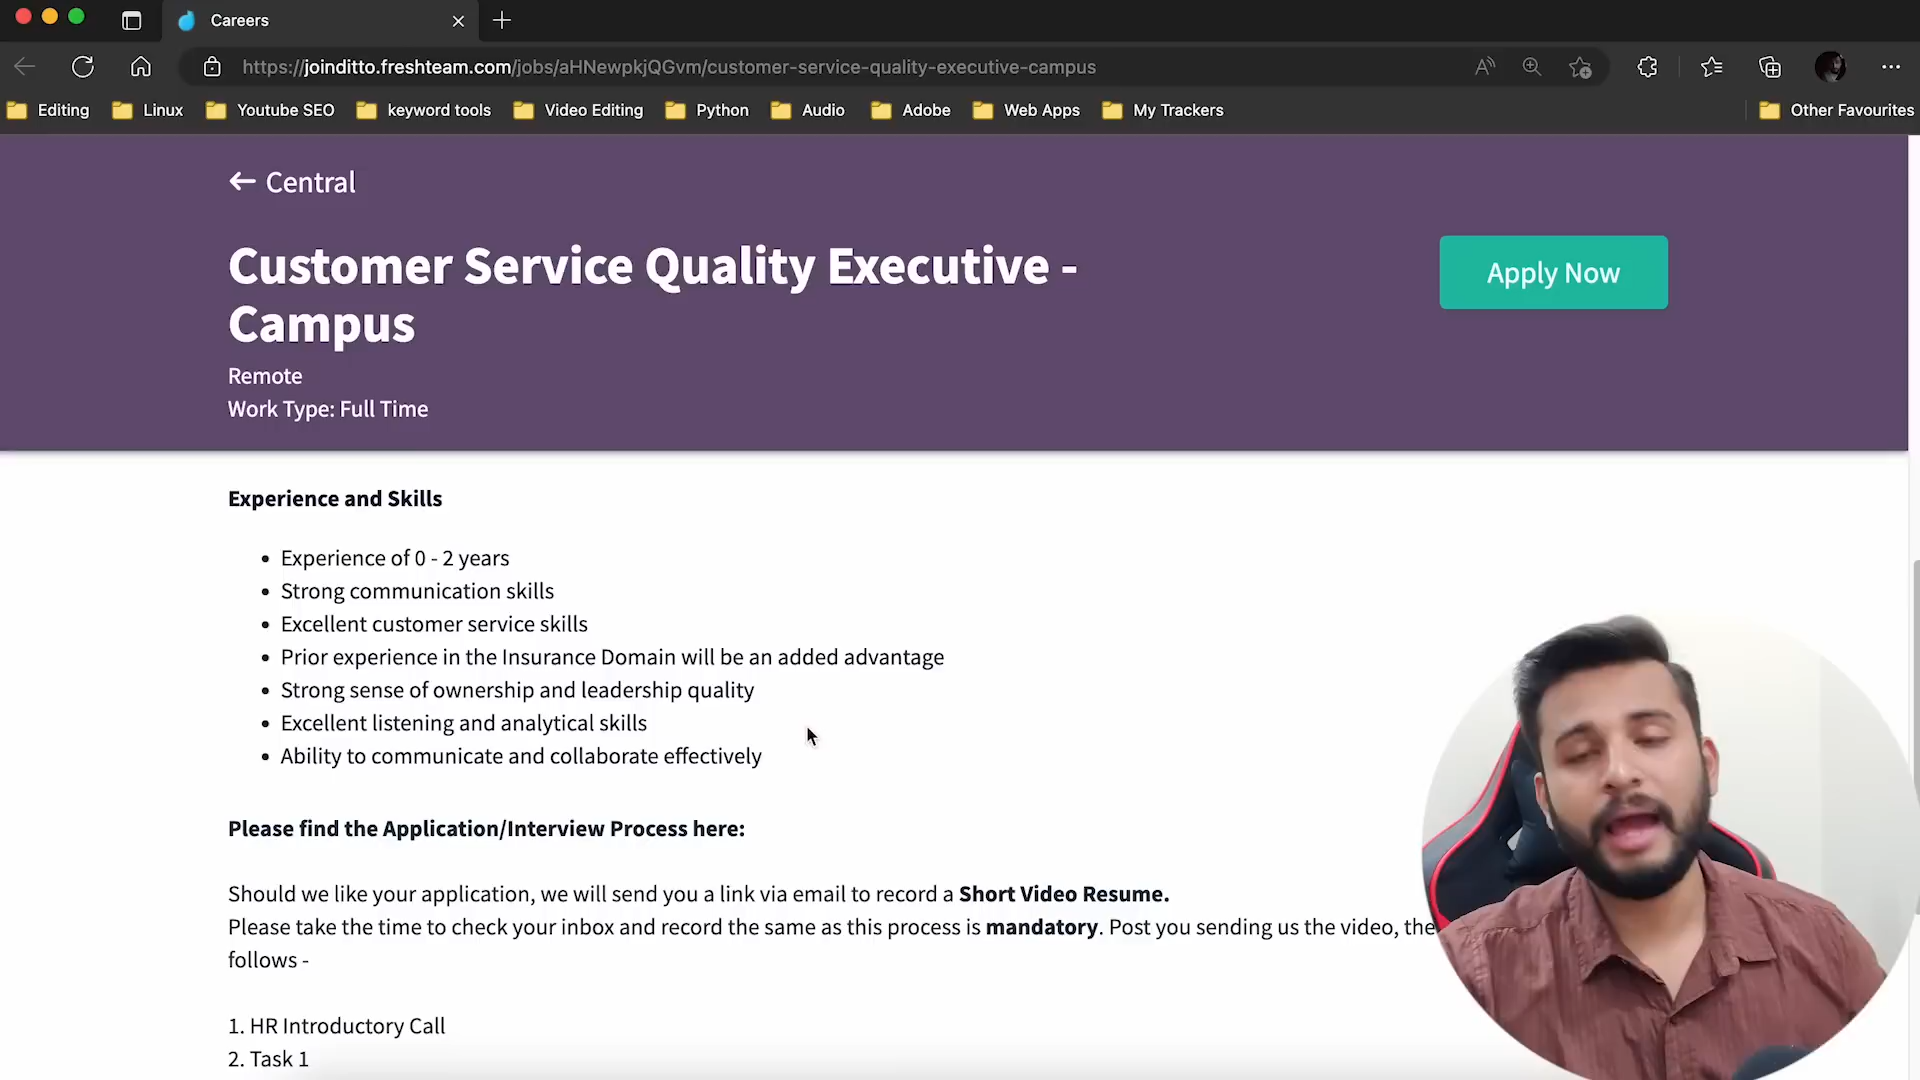 Careers
https://joinditto.freshteam.com/jobs/aHNewpkjQGvm/customer-service-quality-executive-campus
Editing Linux Youtube SEO keyword tools Video Editing Python Audio Adobe Web Apps My Trackers Other Favourites
← Central
Customer Service Quality Executive -
Campus
Apply Now
Remote
Work Type: Full Time
Experience and Skills
• Experience of 0 - 2 years
• Strong communication skills
• Excellent customer service skills
• Prior experience in the Insurance Domain will be an added advantage
• Strong sense of ownership and leadership quality
• Excellent listening and analytical skills
• Ability to communicate and collaborate effectively
Please find the Application/Interview Process here:
Should we like your application, we will send you a link via email to record a Short Video Resume.
Please take the time to check your inbox and record the same as this process is mandatory. Post you sending us the video, the
follows -
1. HR Introductory Call
2. Task 1